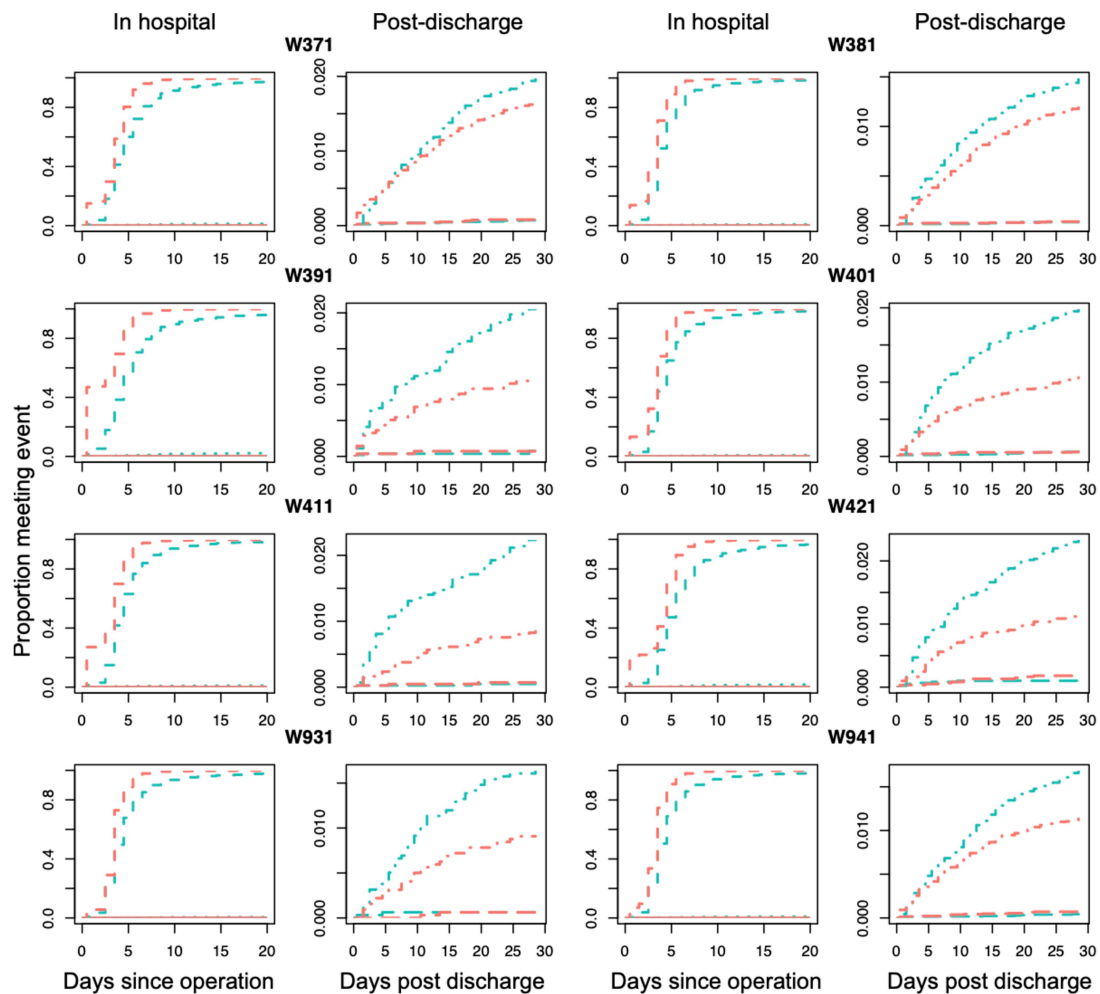 In hospital Post-discharge In hospital Post-discharge
W371 W381
0.0 0.4 0.8 0.000 0.010 0.020 0.0 0.4 0.8 0.000 0.010
0 5 10 15 20 0 5 10 15 20 25 30 0 5 10 15 20 0 5 10 15 20 25 30
W391 W401
0.0 0.4 0.8 0.000 0.010 0.020 0.0 0.4 0.8 0.000 0.010 0.020
0 5 10 15 20 0 5 10 15 20 25 30 0 5 10 15 20 0 5 10 15 20 25 30
Proportion meeting event
W411 W421
0.0 0.4 0.8 0.000 0.010 0.020 0.0 0.4 0.8 0.000 0.010 0.020
0 5 10 15 20 0 5 10 15 20 25 30 0 5 10 15 20 0 5 10 15 20 25 30
W931 W941
0.0 0.4 0.8 0.000 0.010 0.0 0.4 0.8 0.000 0.010
0 5 10 15 20 0 5 10 15 20 25 30 0 5 10 15 20 0 5 10 15 20 25 30
Days since operation Days post discharge Days since operation Days post discharge